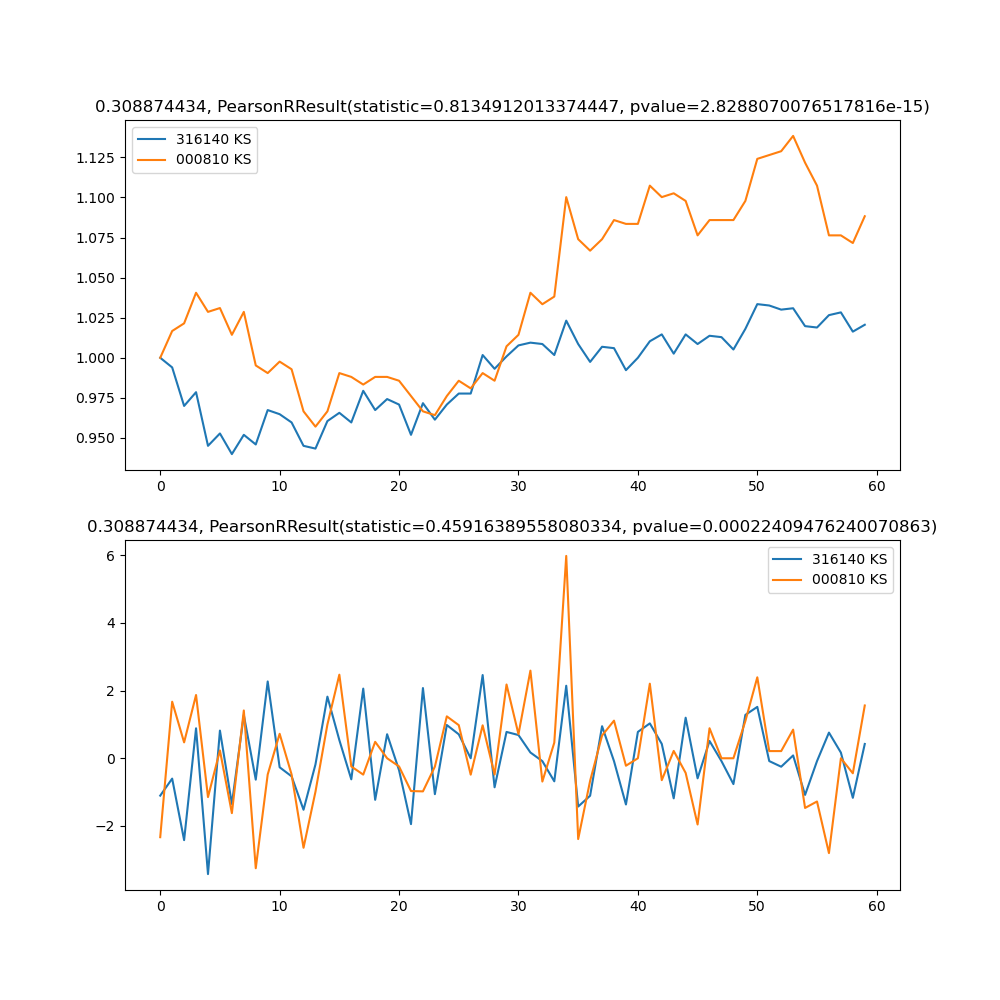 0.308874434, PearsonRResult(statistic=0.8134912013374447, pvalue=2.8288070076517816e-15)
316140 KS
000810 KS
1.125
1.100
1.075
1.050
1.025
1.000
0.975
0.950
0 10 20 30 40 50 60
0.308874434, PearsonRResult(statistic=0.45916389558080334, pvalue=0.00022409476240070863)
316140 KS
000810 KS
6
4
2
0
−2
0 10 20 30 40 50 60